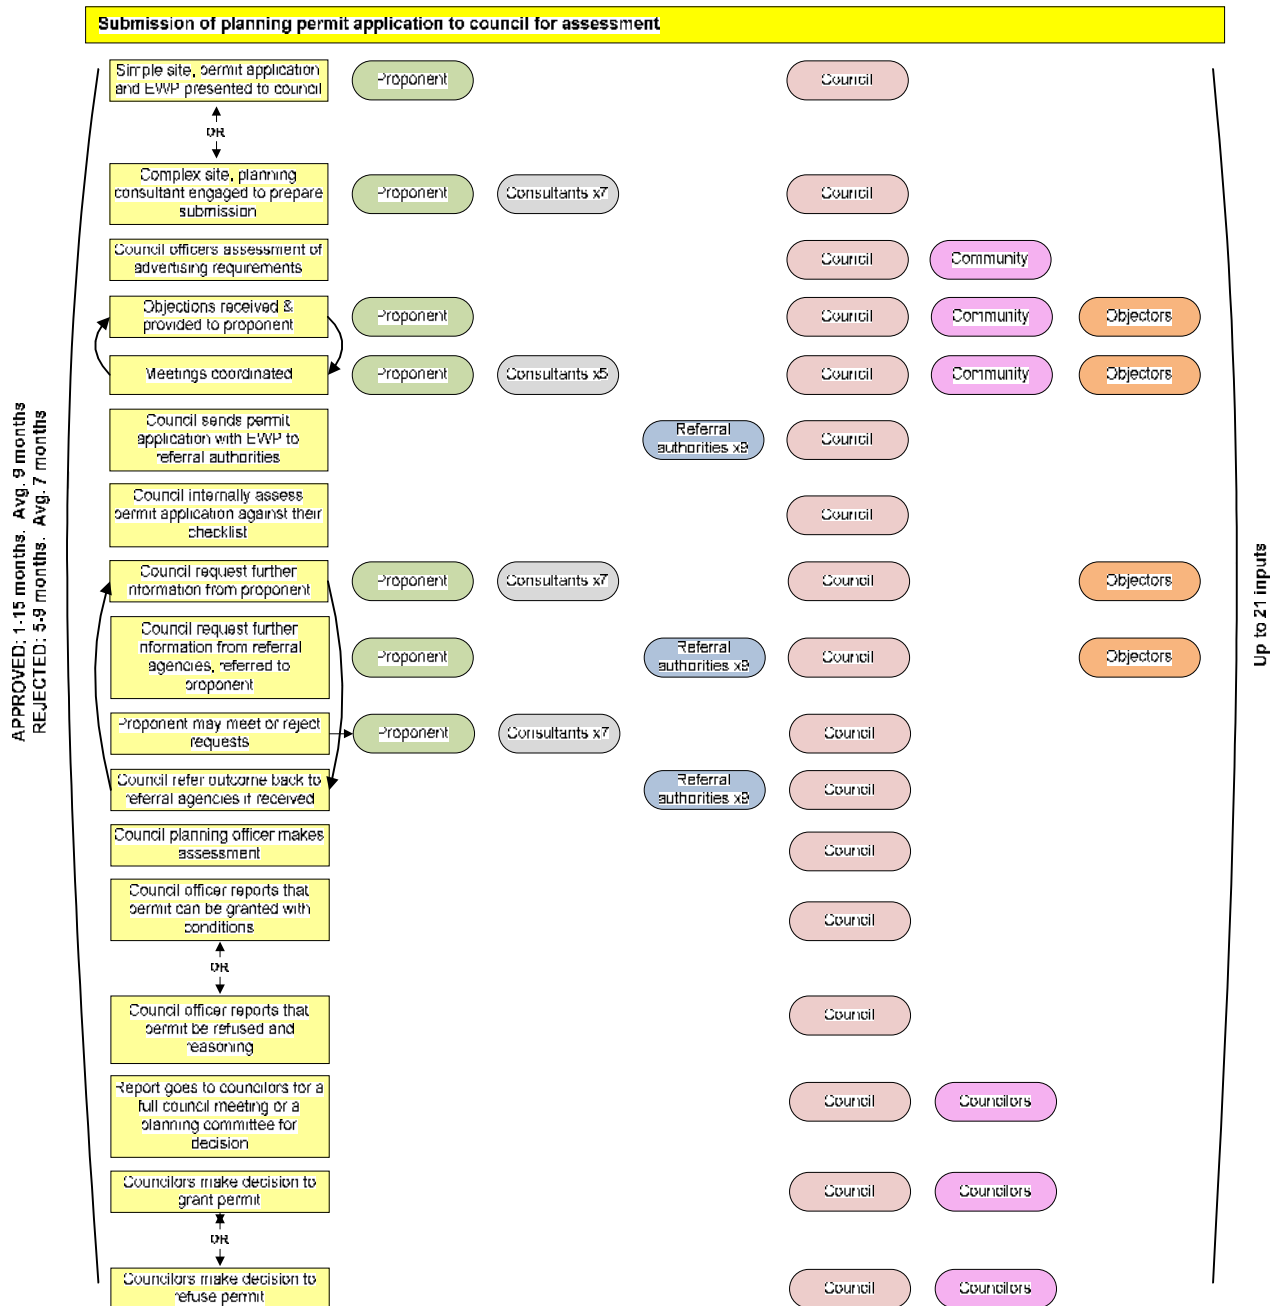 Submission of planning permit application to council for assessment
Simple site, permit application
and EWP presented to council
Proponent
Council
OR
Complex site, planning
consultant engaged to prepare
submission
Proponent
Consultants x7
Council
Council officers assessment of
advertising requirements
Council
Community
Objections received &
provided to proponent
Proponent
Council
Community
Objectors
Meetings coordinated
Proponent
Consultants x5
Council
Community
Objectors
Council sends permit
application with EWP to
referral authorities
Referral
authorities x9
Council
Council internally assess
permit application against their
checklist
Council
Council request further
information from proponent
Proponent
Consultants x7
Council
Objectors
Council request further
information from referral
agencies, referred to
proponent
Proponent
Referral
authorities x9
Council
Objectors
Proponent may meet or reject
requests
Proponent
Consultants x7
Council
Council refer outcome back to
referral agencies if received
Referral
authorities x9
Council
Council planning officer makes
assessment
Council
Council officer reports that
permit can be granted with
conditions
Council
OR
Council officer reports that
permit be refused and
reasoning
Council
Report goes to councilors for a
full council meeting or a
planning committee for
decision
Council
Councilors
Councilors make decision to
grant permit
Council
Councilors
OR
Councilors make decision to
refuse permit
Council
Councilors
APPROVED: 1-15 months. Avg. 9 months
REJECTED: 5-9 months. Avg. 7 months
Up to 21 inputs